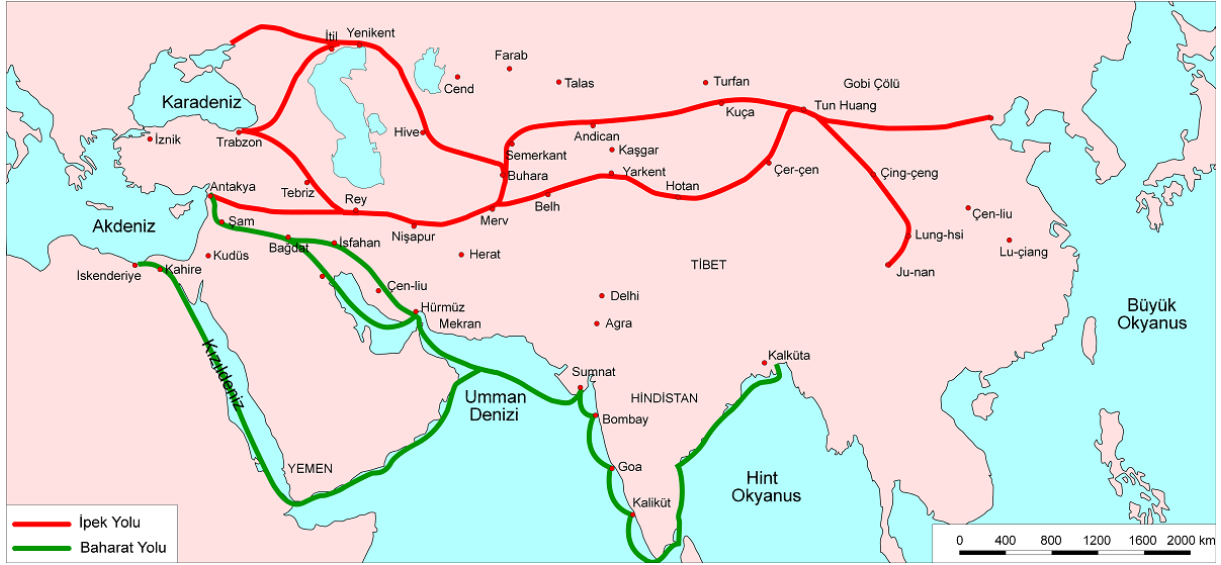 İtil
Yenikent
Farab
Cend
Talas
Turfan
Gobi Çölü
Karadeniz
Kuça
Tun Huang
İznik
Trabzon
Hive
Andican
Semerkant
Kaşgar
Buhara
Yarkent
Çer-çen
Çing-çeng
Tebriz
Antakya
Rey
Merv
Belh
Hotan
Çen-liu
Akdeniz
Şam
Nişapur
Lung-hsi
Bağdat
İsfahan
Lu-çiang
Kudüs
Herat
TİBET
Ju-nan
İskenderiye
Kahire
Çen-liu
Delhi
Hürmüz
Mekran
Agra
Büyük
Okyanus
Kızıldeniz
Kalküta
Sumnat
Umman
Denizi
HİNDİSTAN
Bombay
YEMEN
Goa
Hint
Okyanus
Kaliküt
İpek Yolu
Baharat Yolu
0 400 800 1200 1600 2000 km